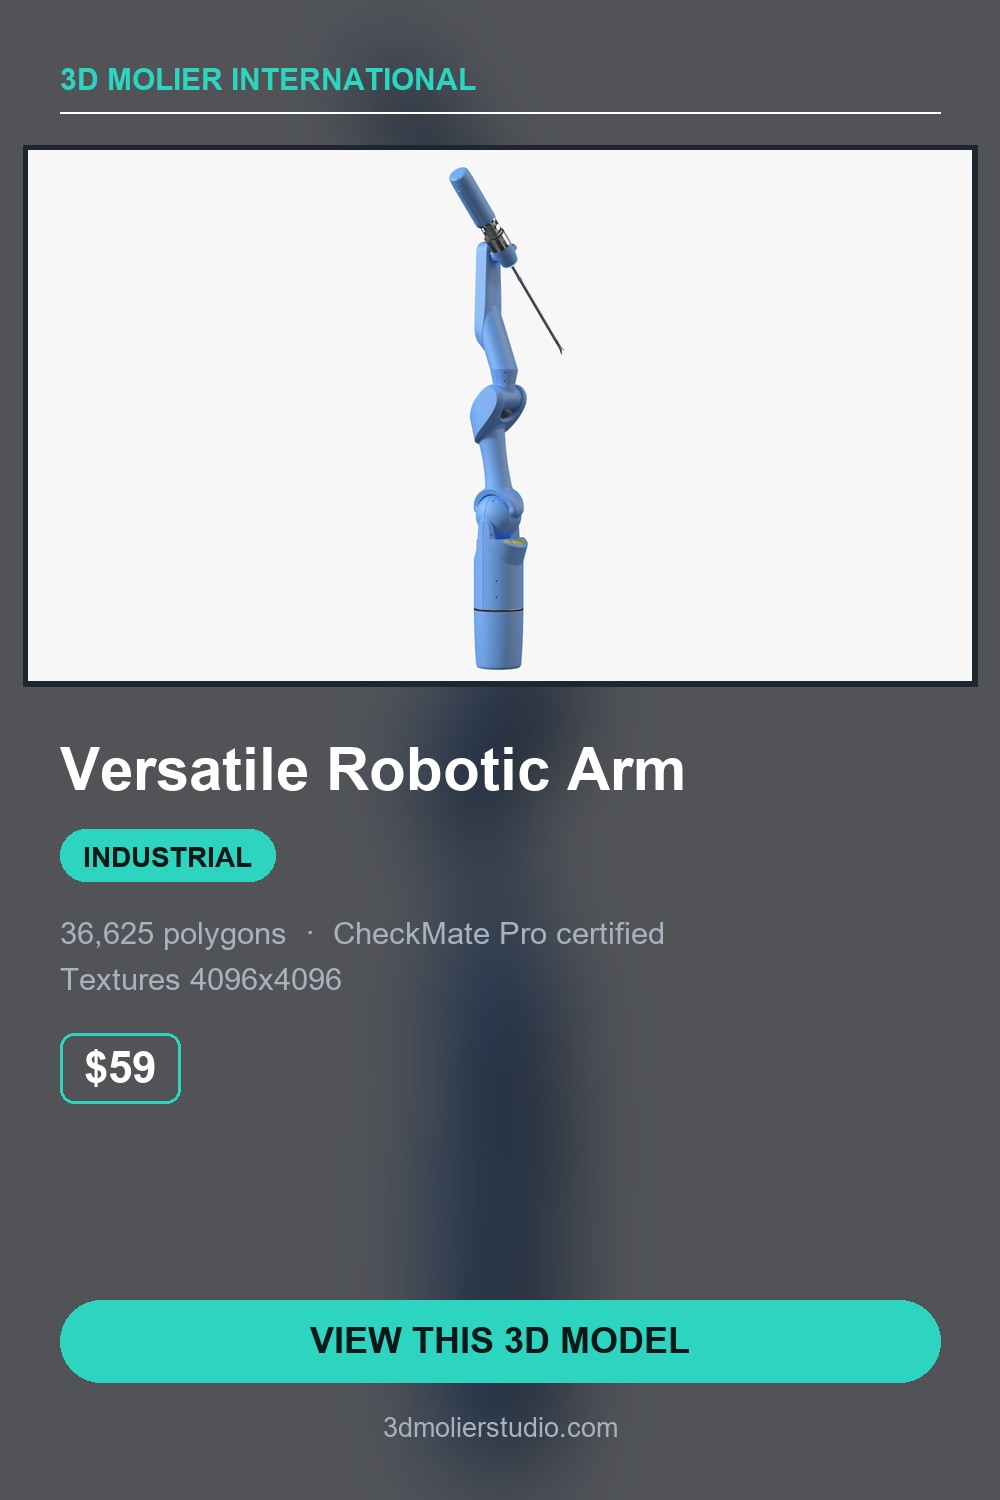 3D MOLIER INTERNATIONAL
Versatile Robotic Arm
INDUSTRIAL
36,625 polygons · CheckMate Pro certified
Textures 4096x4096
$59
VIEW THIS 3D MODEL
3dmolierstudio.com